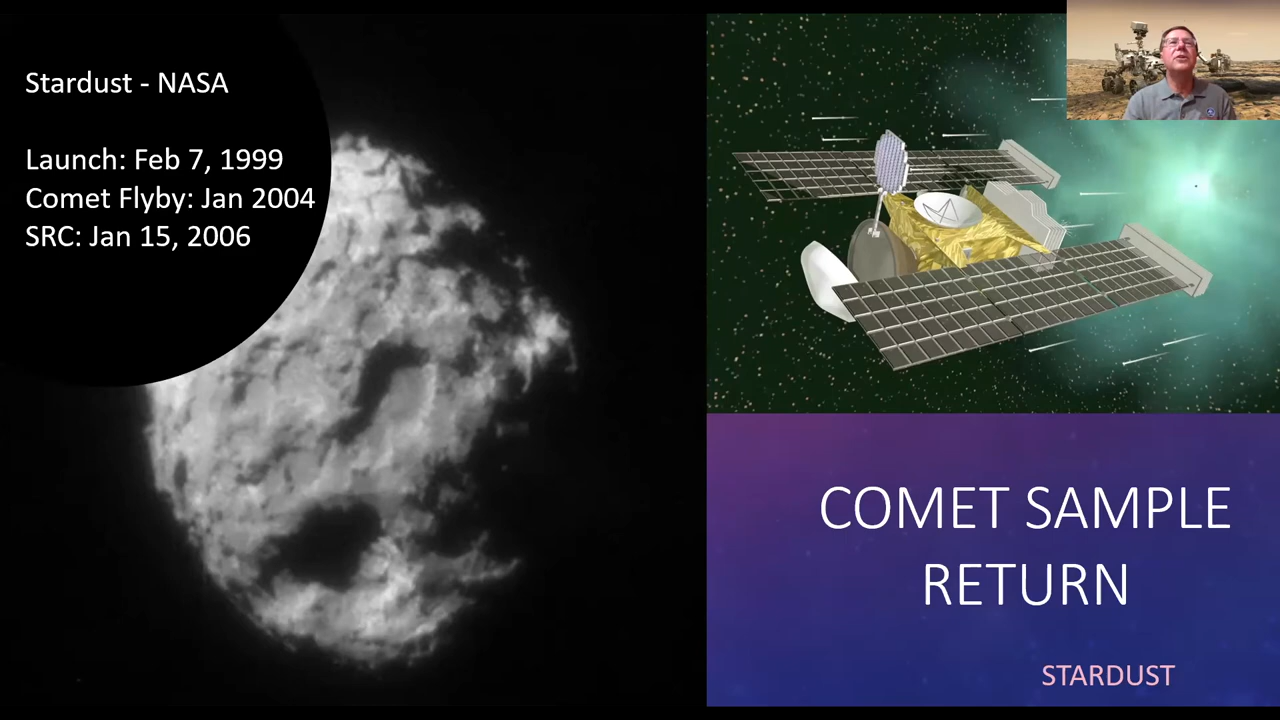 Stardust - NASA
Launch: Feb 7, 1999
Comet Flyby: Jan 2004
SRC: Jan 15, 2006
COMET SAMPLE
RETURN
STARDUST